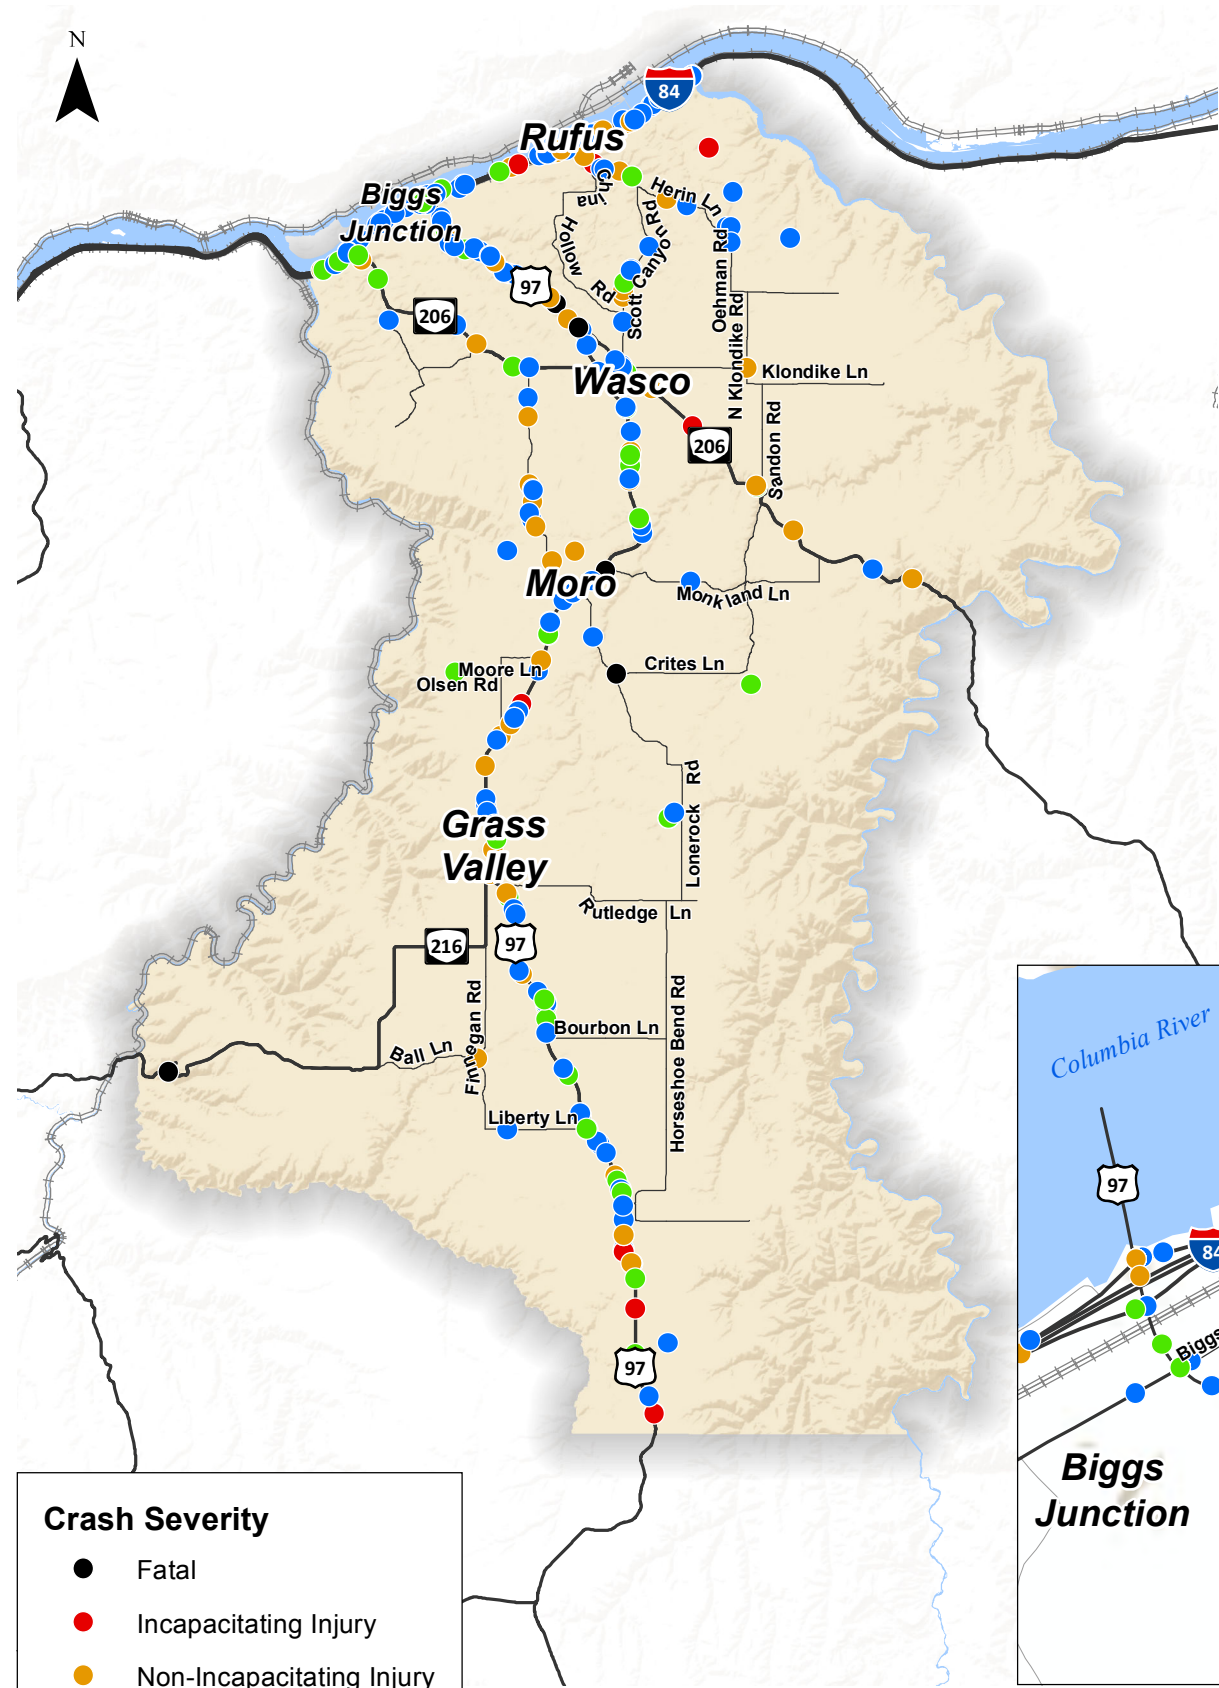 N
84
Rufus
Biggs
Junction
China
Hollow
Rd
Herin Ln
Scott Canyon Rd
Oehman Rd
N Klondike Rd
97
206
Wasco
Klondike Ln
206
Sandon Rd
Moro
Monkland Ln
Moore Ln
Olsen Rd
Crites Ln
Lonerock Rd
Grass
Valley
Rutledge Ln
216
97
Finnegan Rd
Ball Ln
Bourbon Ln
Horseshoe Bend Rd
Liberty Ln
97
Columbia River
97
84
Biggs
Biggs
Junction
Crash Severity
Fatal
Incapacitating Injury
Non-Incapacitating Injury